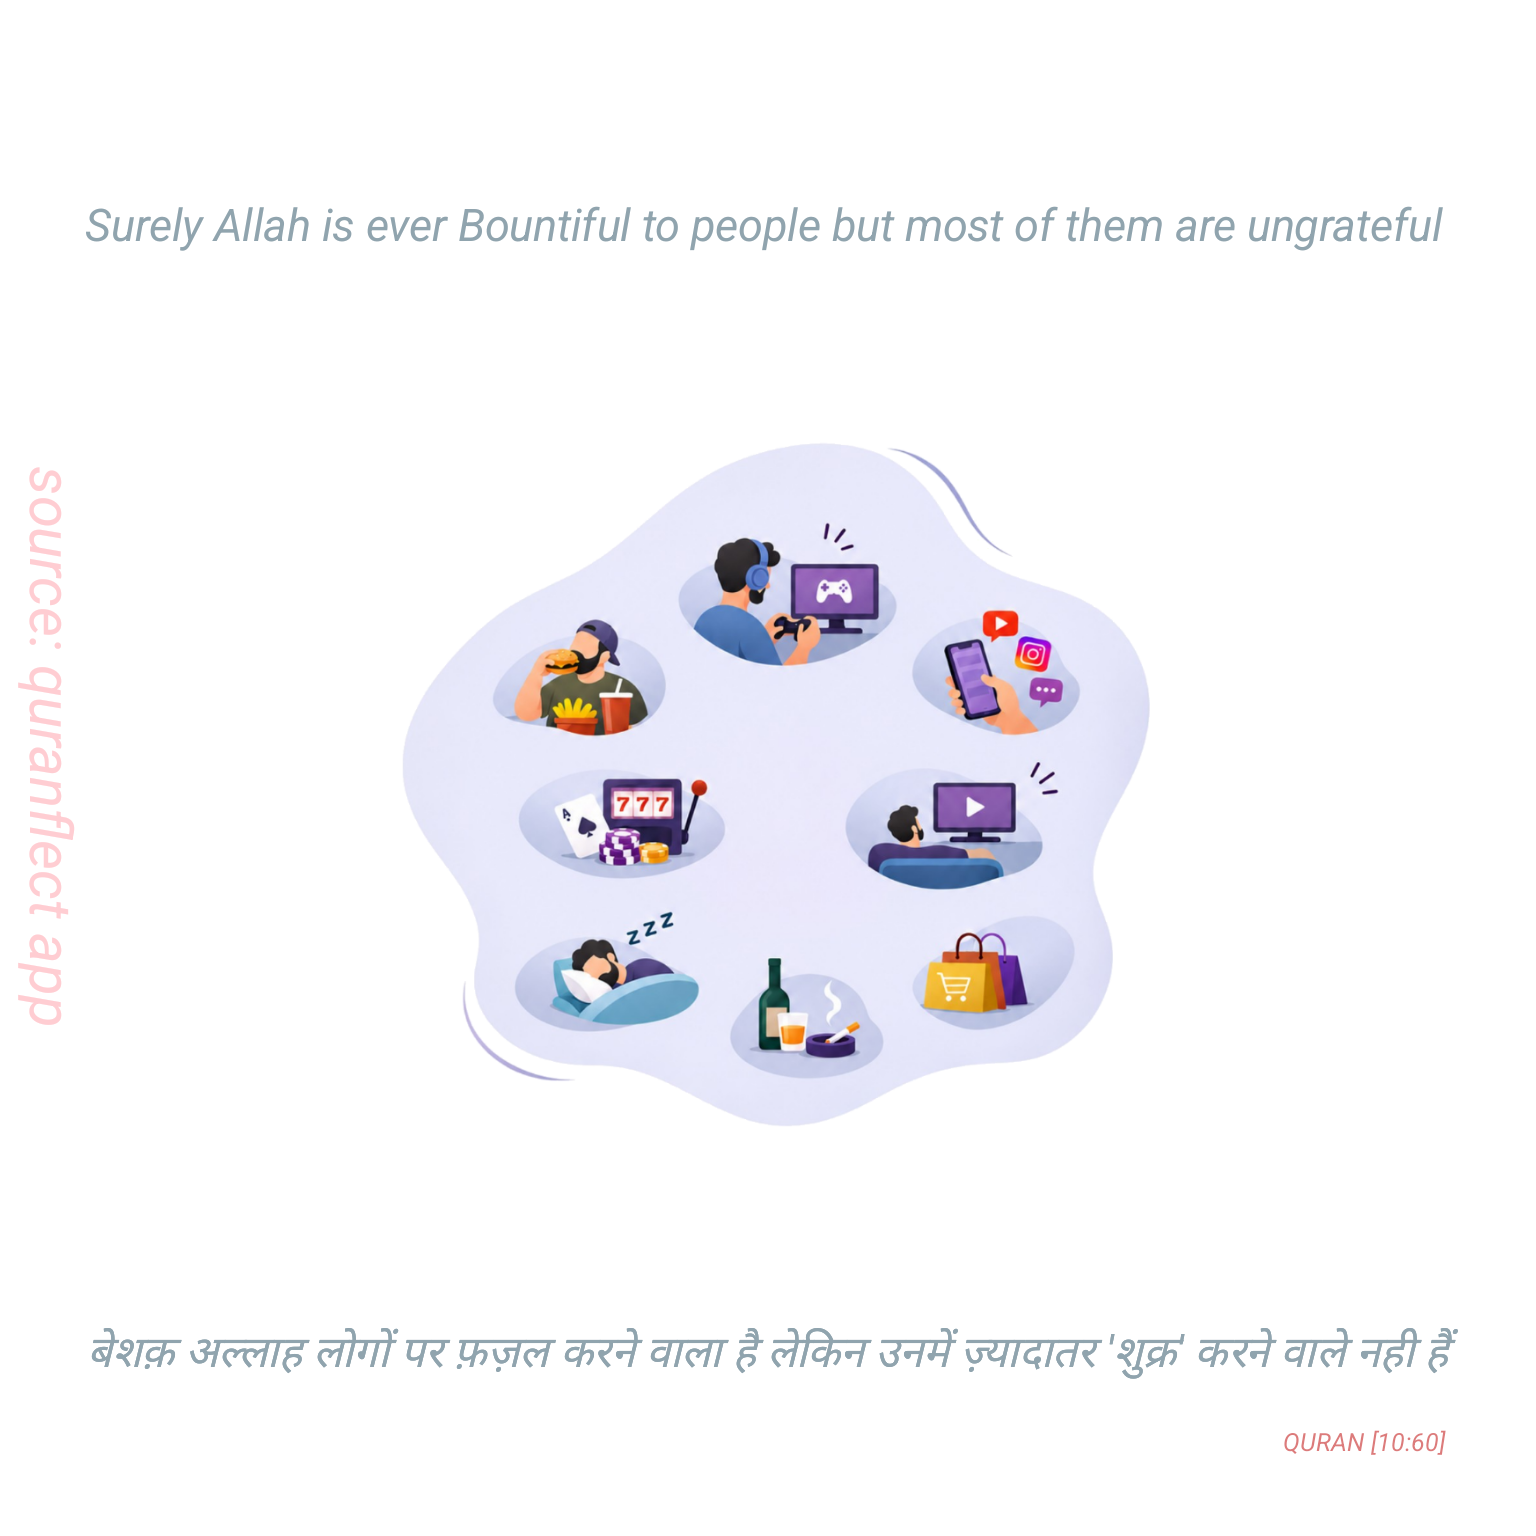 Surely Allah is ever Bountiful to people but most of them are ungrateful
source: quranflect app
A
777
zzz
बेशक़ अल्लाह लोगों पर फ़ज़ल करने वाला है लेकिन उनमें ज़्यादातर 'शुक्र' करने वाले नही हैं
QURAN [10:60]